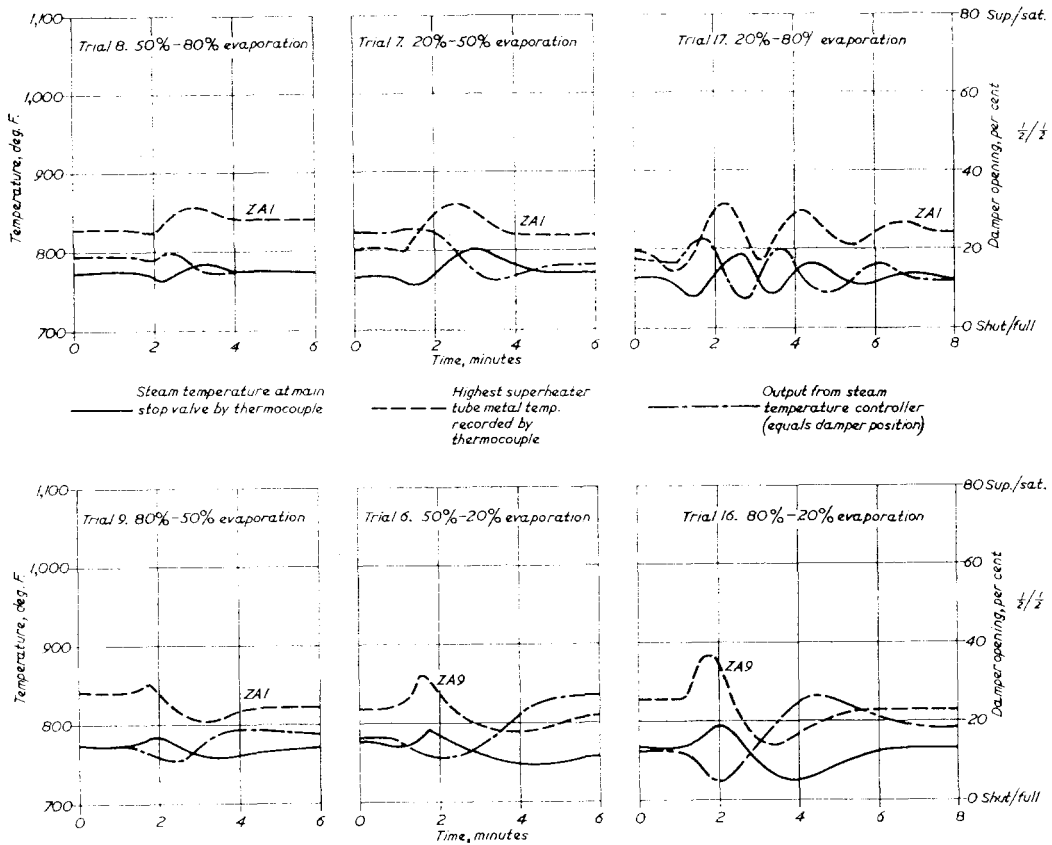 1,100
Trial 8. 50%-80% evaporation
Trial 7. 20%-50% evaporation
Trial 17. 20%-80% evaporation
80 Sup./sat.
1,000
60
Temperature, deg. F.
900
ZA1
ZA1
40
ZA1
Damper opening, per cent
½/½
800
20
700
0 Shut/full
0 2 4 6
0 2 4 6
0 2 4 6 8
Time, minutes
Steam temperature at main
stop valve by thermocouple
Highest superheater
tube metal temp.
recorded by
thermocouple
Output from steam
temperature controller
(equals damper position)
1,100
Trial 9. 80%-50% evaporation
Trial 6. 50%-20% evaporation
Trial 16. 80%-20% evaporation
80 Sup./sat.
1,000
60
Temperature, deg. F.
900
ZA1
ZA9
ZA9
40
Damper opening, per cent
½/½
800
20
700
0 Shut/full
0 2 4 6
0 2 4 6
0 2 4 6 8
Time, minutes